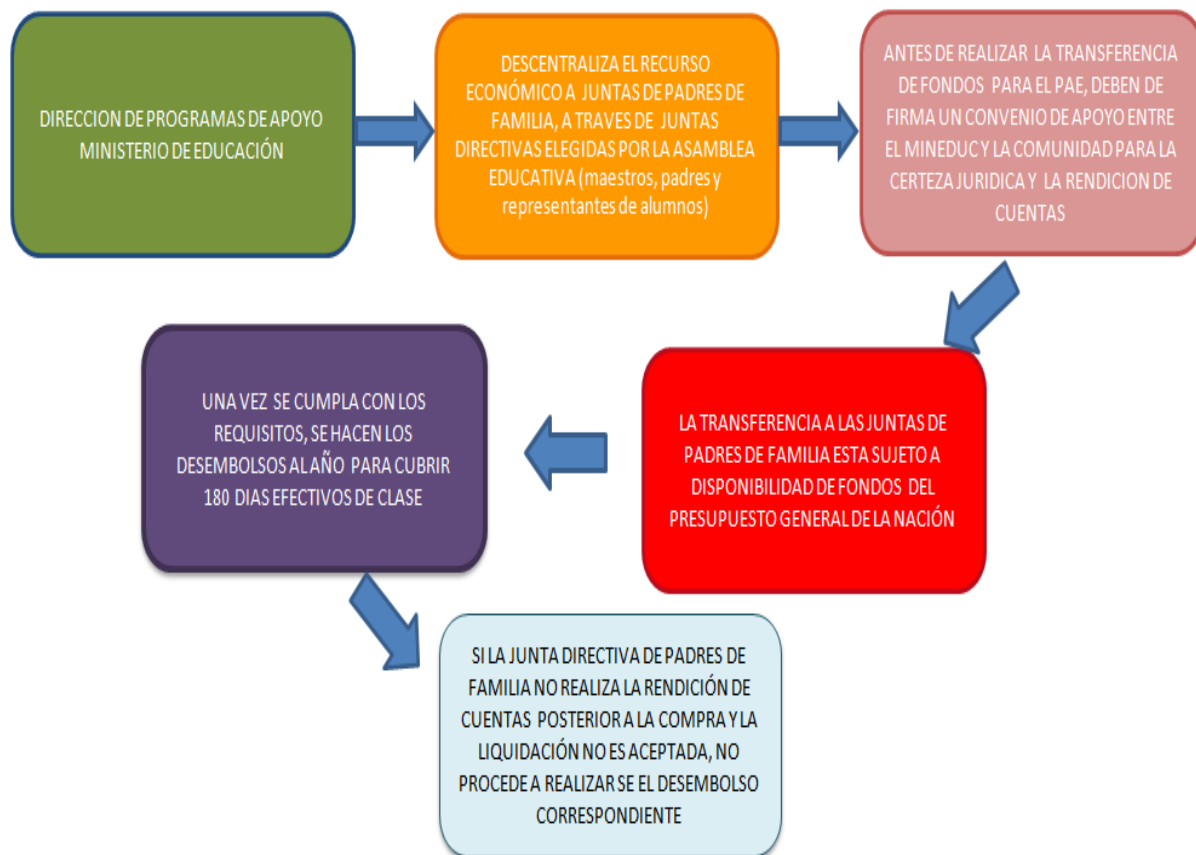 DIRECCION DE PROGRAMAS DE APOYO
MINISTERIO DE EDUCACIÓN
DESCENTRALIZA EL RECURSO
ECONÓMICO A JUNTAS DE PADRES DE
FAMILIA, A TRAVES DE JUNTAS
DIRECTIVAS ELEGIDAS POR LA ASAMBLEA
EDUCATIVA (maestros, padres y
representantes de alumnos)
ANTES DE REALIZAR LA TRANSFERENCIA
DE FONDOS PARA EL PAE, DEBEN DE
FIRMA UN CONVENIO DE APOYO ENTRE
EL MINEDUC Y LA COMUNIDAD PARA LA
CERTEZA JURIDICA Y LA RENDICION DE
CUENTAS
LA TRANSFERENCIA A LAS JUNTAS DE
PADRES DE FAMILIA ESTA SUJETO A
DISPONIBILIDAD DE FONDOS DEL
PRESUPUESTO GENERAL DE LA NACIÓN
UNA VEZ SE CUMPLA CON LOS
REQUISITOS, SE HACEN LOS
DESEMBOLSOS AL AÑO PARA CUBRIR
180 DIAS EFECTIVOS DE CLASE
SI LA JUNTA DIRECTIVA DE PADRES DE
FAMILIA NO REALIZA LA RENDICIÓN DE
CUENTAS POSTERIOR A LA COMPRA Y LA
LIQUIDACIÓN NO ES ACEPTADA, NO
PROCEDE A REALIZAR SE EL DESEMBOLSO
CORRESPONDIENTE